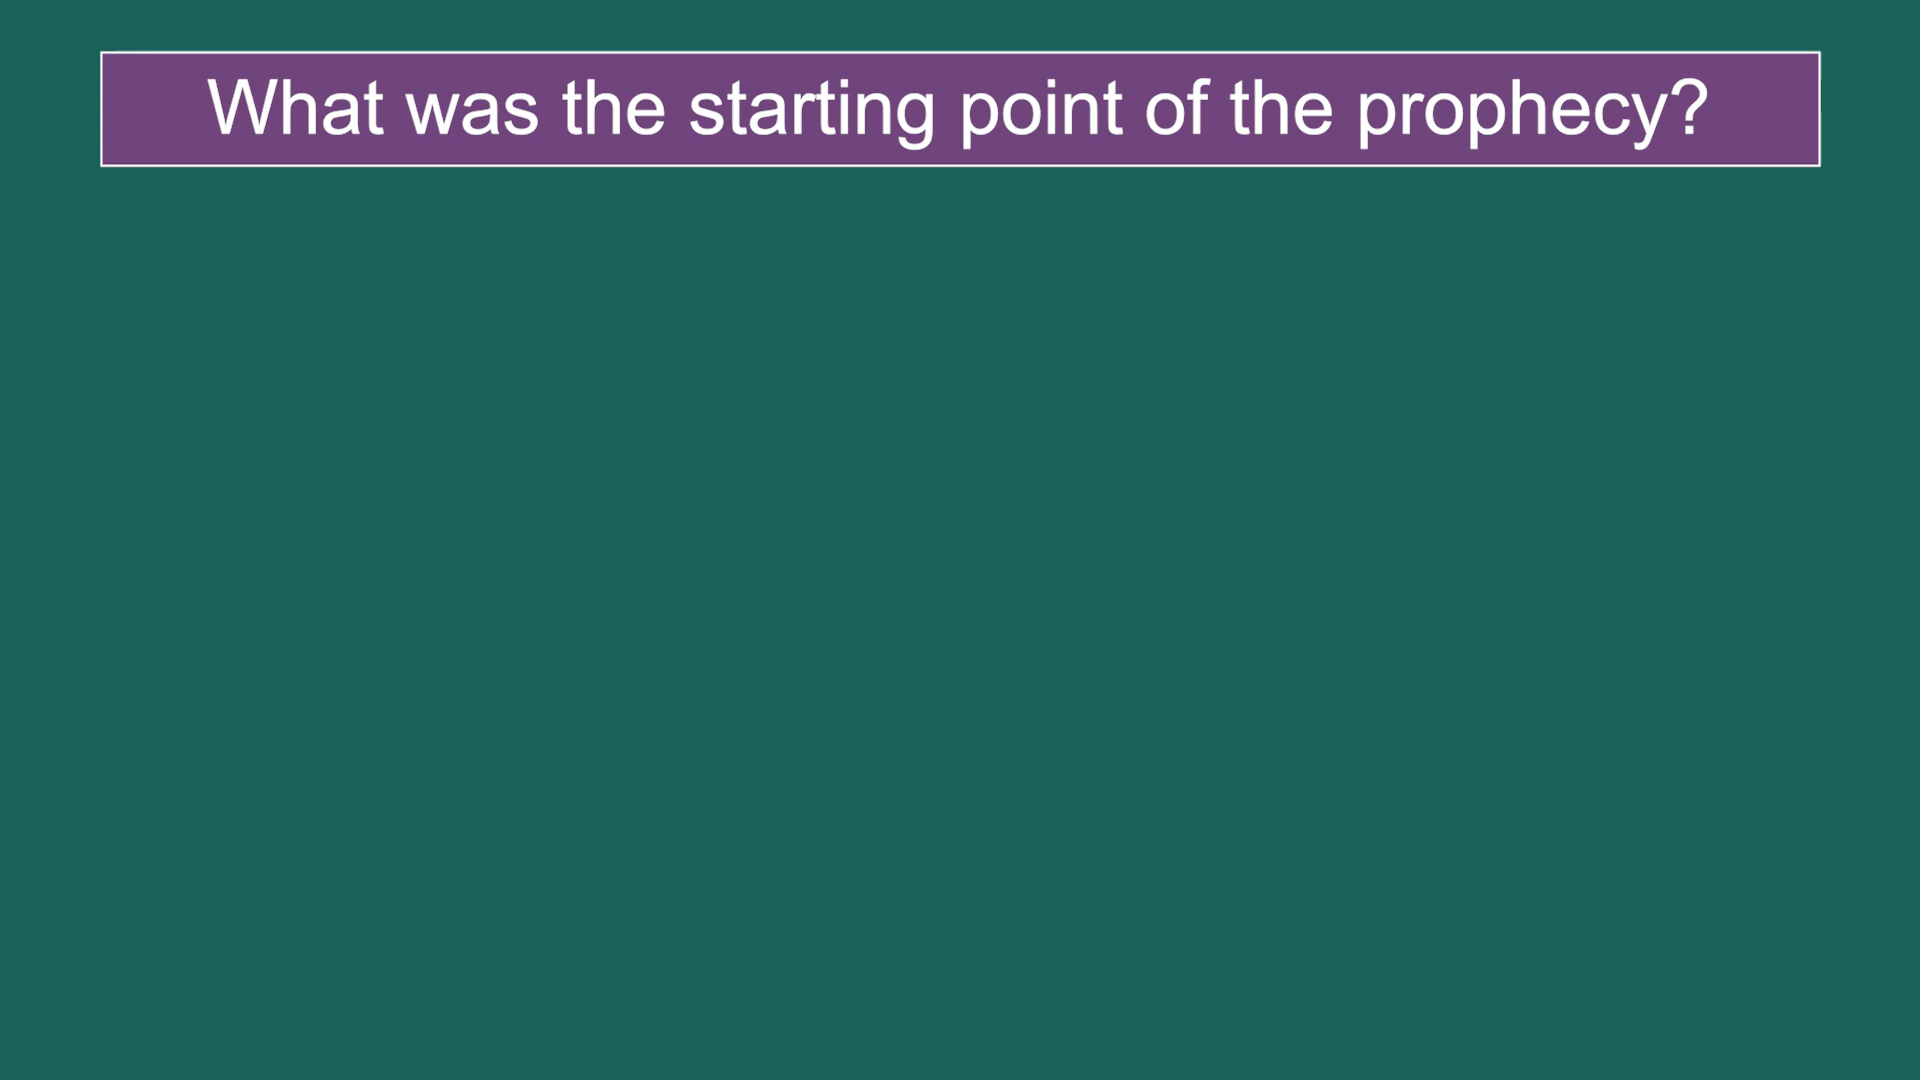 What was the starting point of the prophecy?